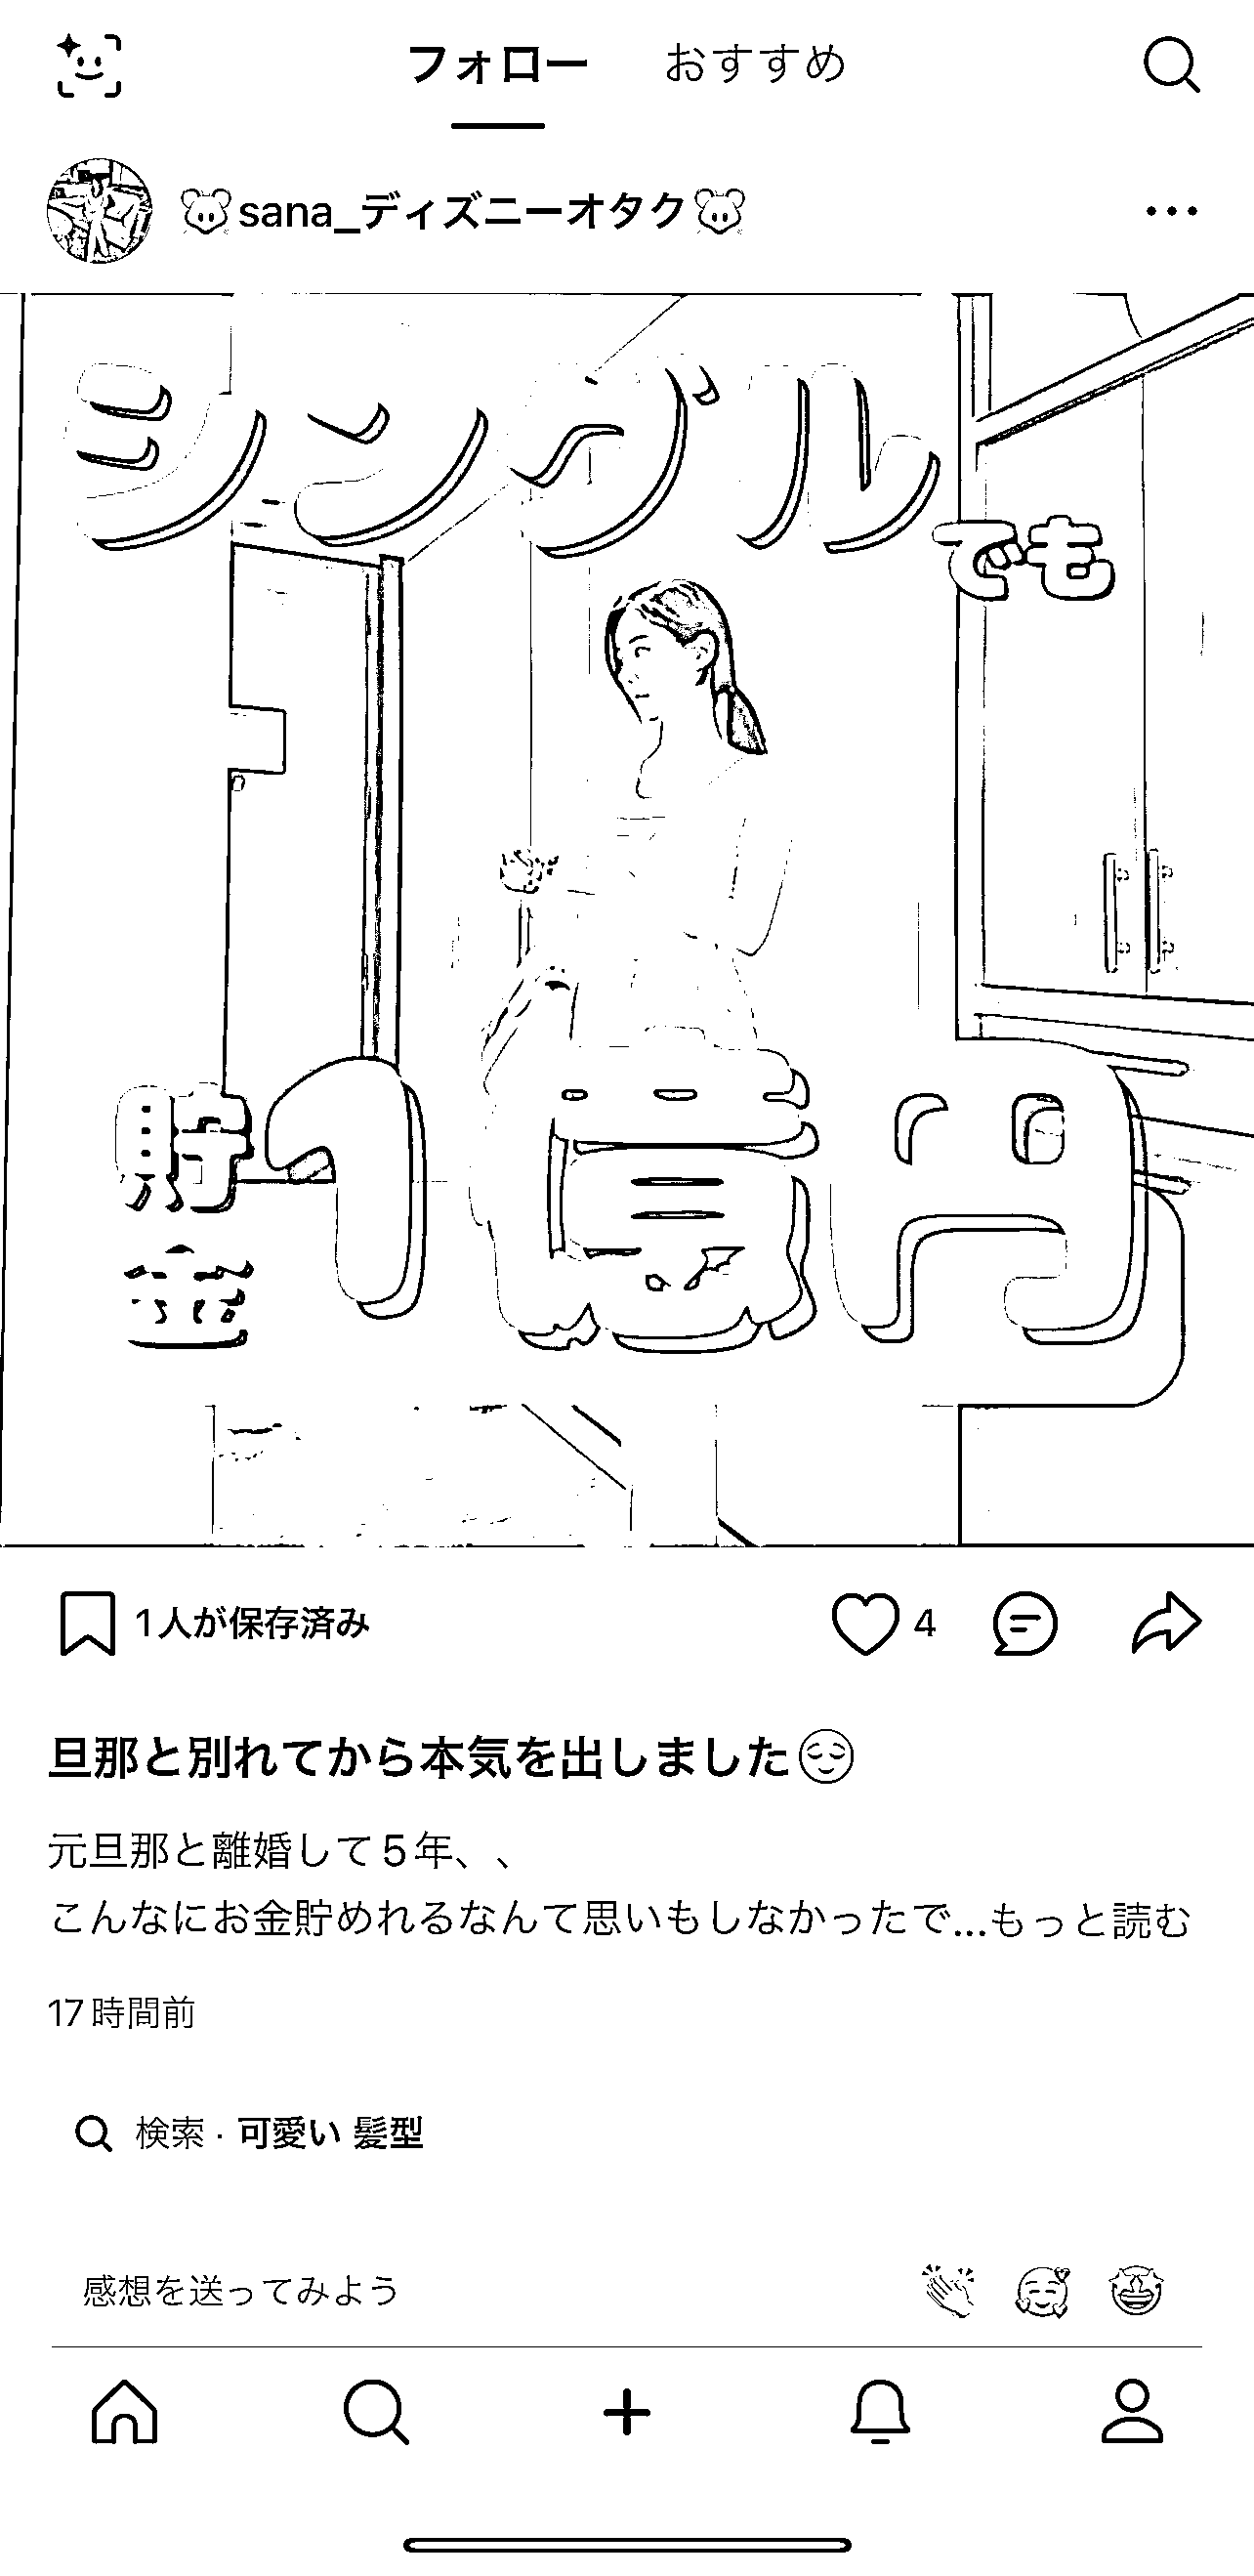 フォロー おすすめ
🐭sana_ディズニーオタク🐭
シングル
でも
貯金
1億円
1人が保存済み
4
旦那と別れてから本気を出しました😌
元旦那と離婚して5年、、
こんなにお金貯めれるなんて思いもしなかったで…もっと読む
17時間前
検索·可愛い 髪型
感想を送ってみよう